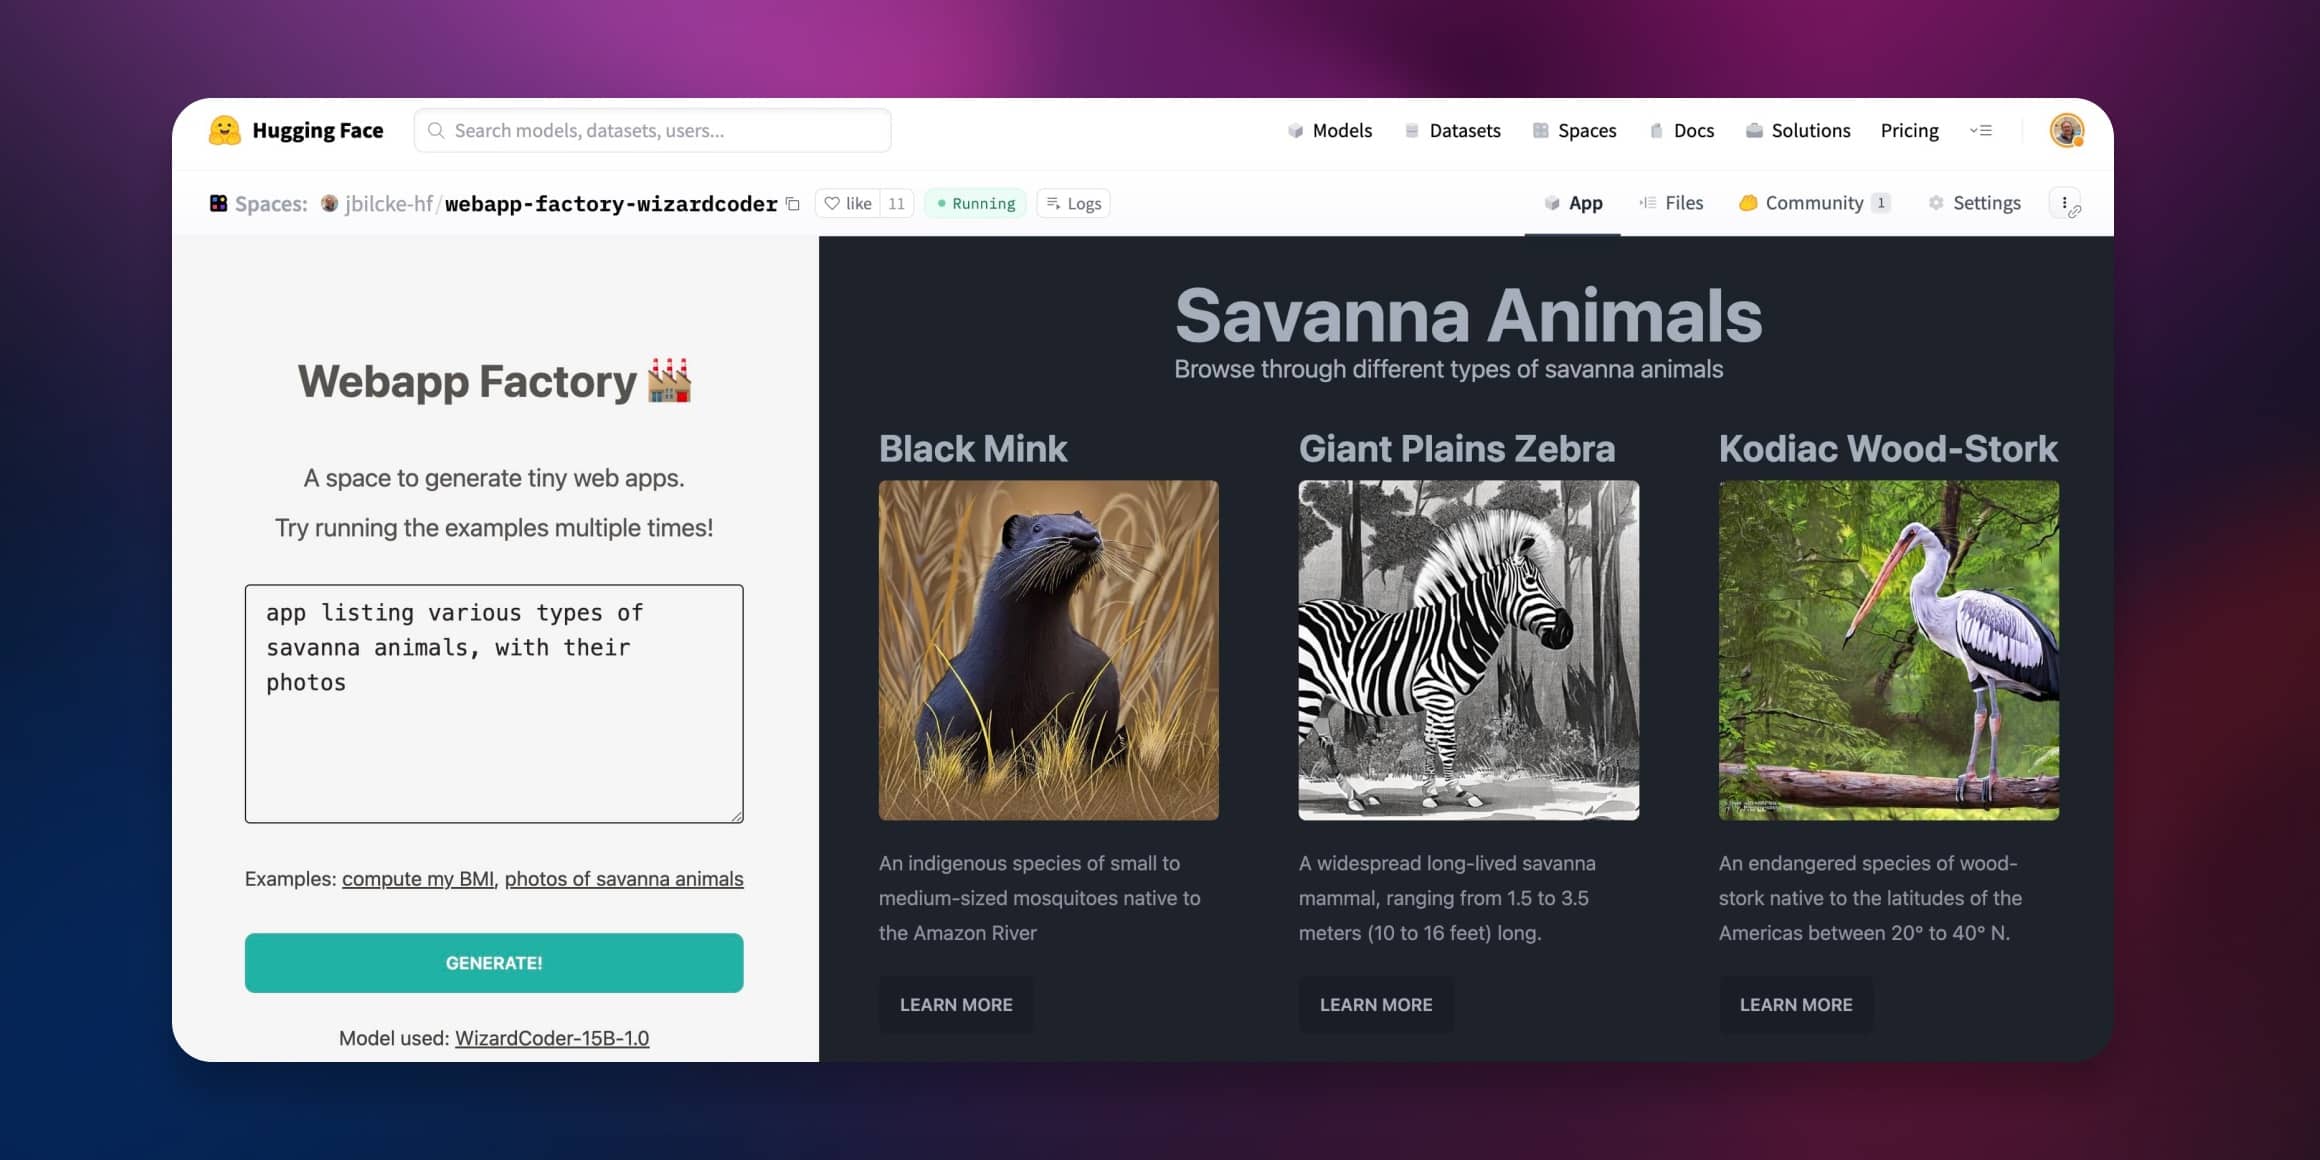 Hugging Face
Search models, datasets, users...
Models
Datasets
Spaces
Docs
Solutions
Pricing
Spaces: jbilcke-hf/webapp-factory-wizardcoder
like 11
Running
Logs
App
Files
Community 1
Settings
Webapp Factory
A space to generate tiny web apps.
Try running the examples multiple times!
app listing various types of
savanna animals, with their
photos
Examples: compute my BMI, photos of savanna animals
GENERATE!
Model used: WizardCoder-15B-1.0
Savanna Animals
Browse through different types of savanna animals
Black Mink
An indigenous species of small to
medium-sized mosquitoes native to
the Amazon River
LEARN MORE
Giant Plains Zebra
A widespread long-lived savanna
mammal, ranging from 1.5 to 3.5
meters (10 to 16 feet) long.
LEARN MORE
Kodiac Wood-Stork
An endangered species of wood-
stork native to the latitudes of the
Americas between 20° to 40° N.
LEARN MORE